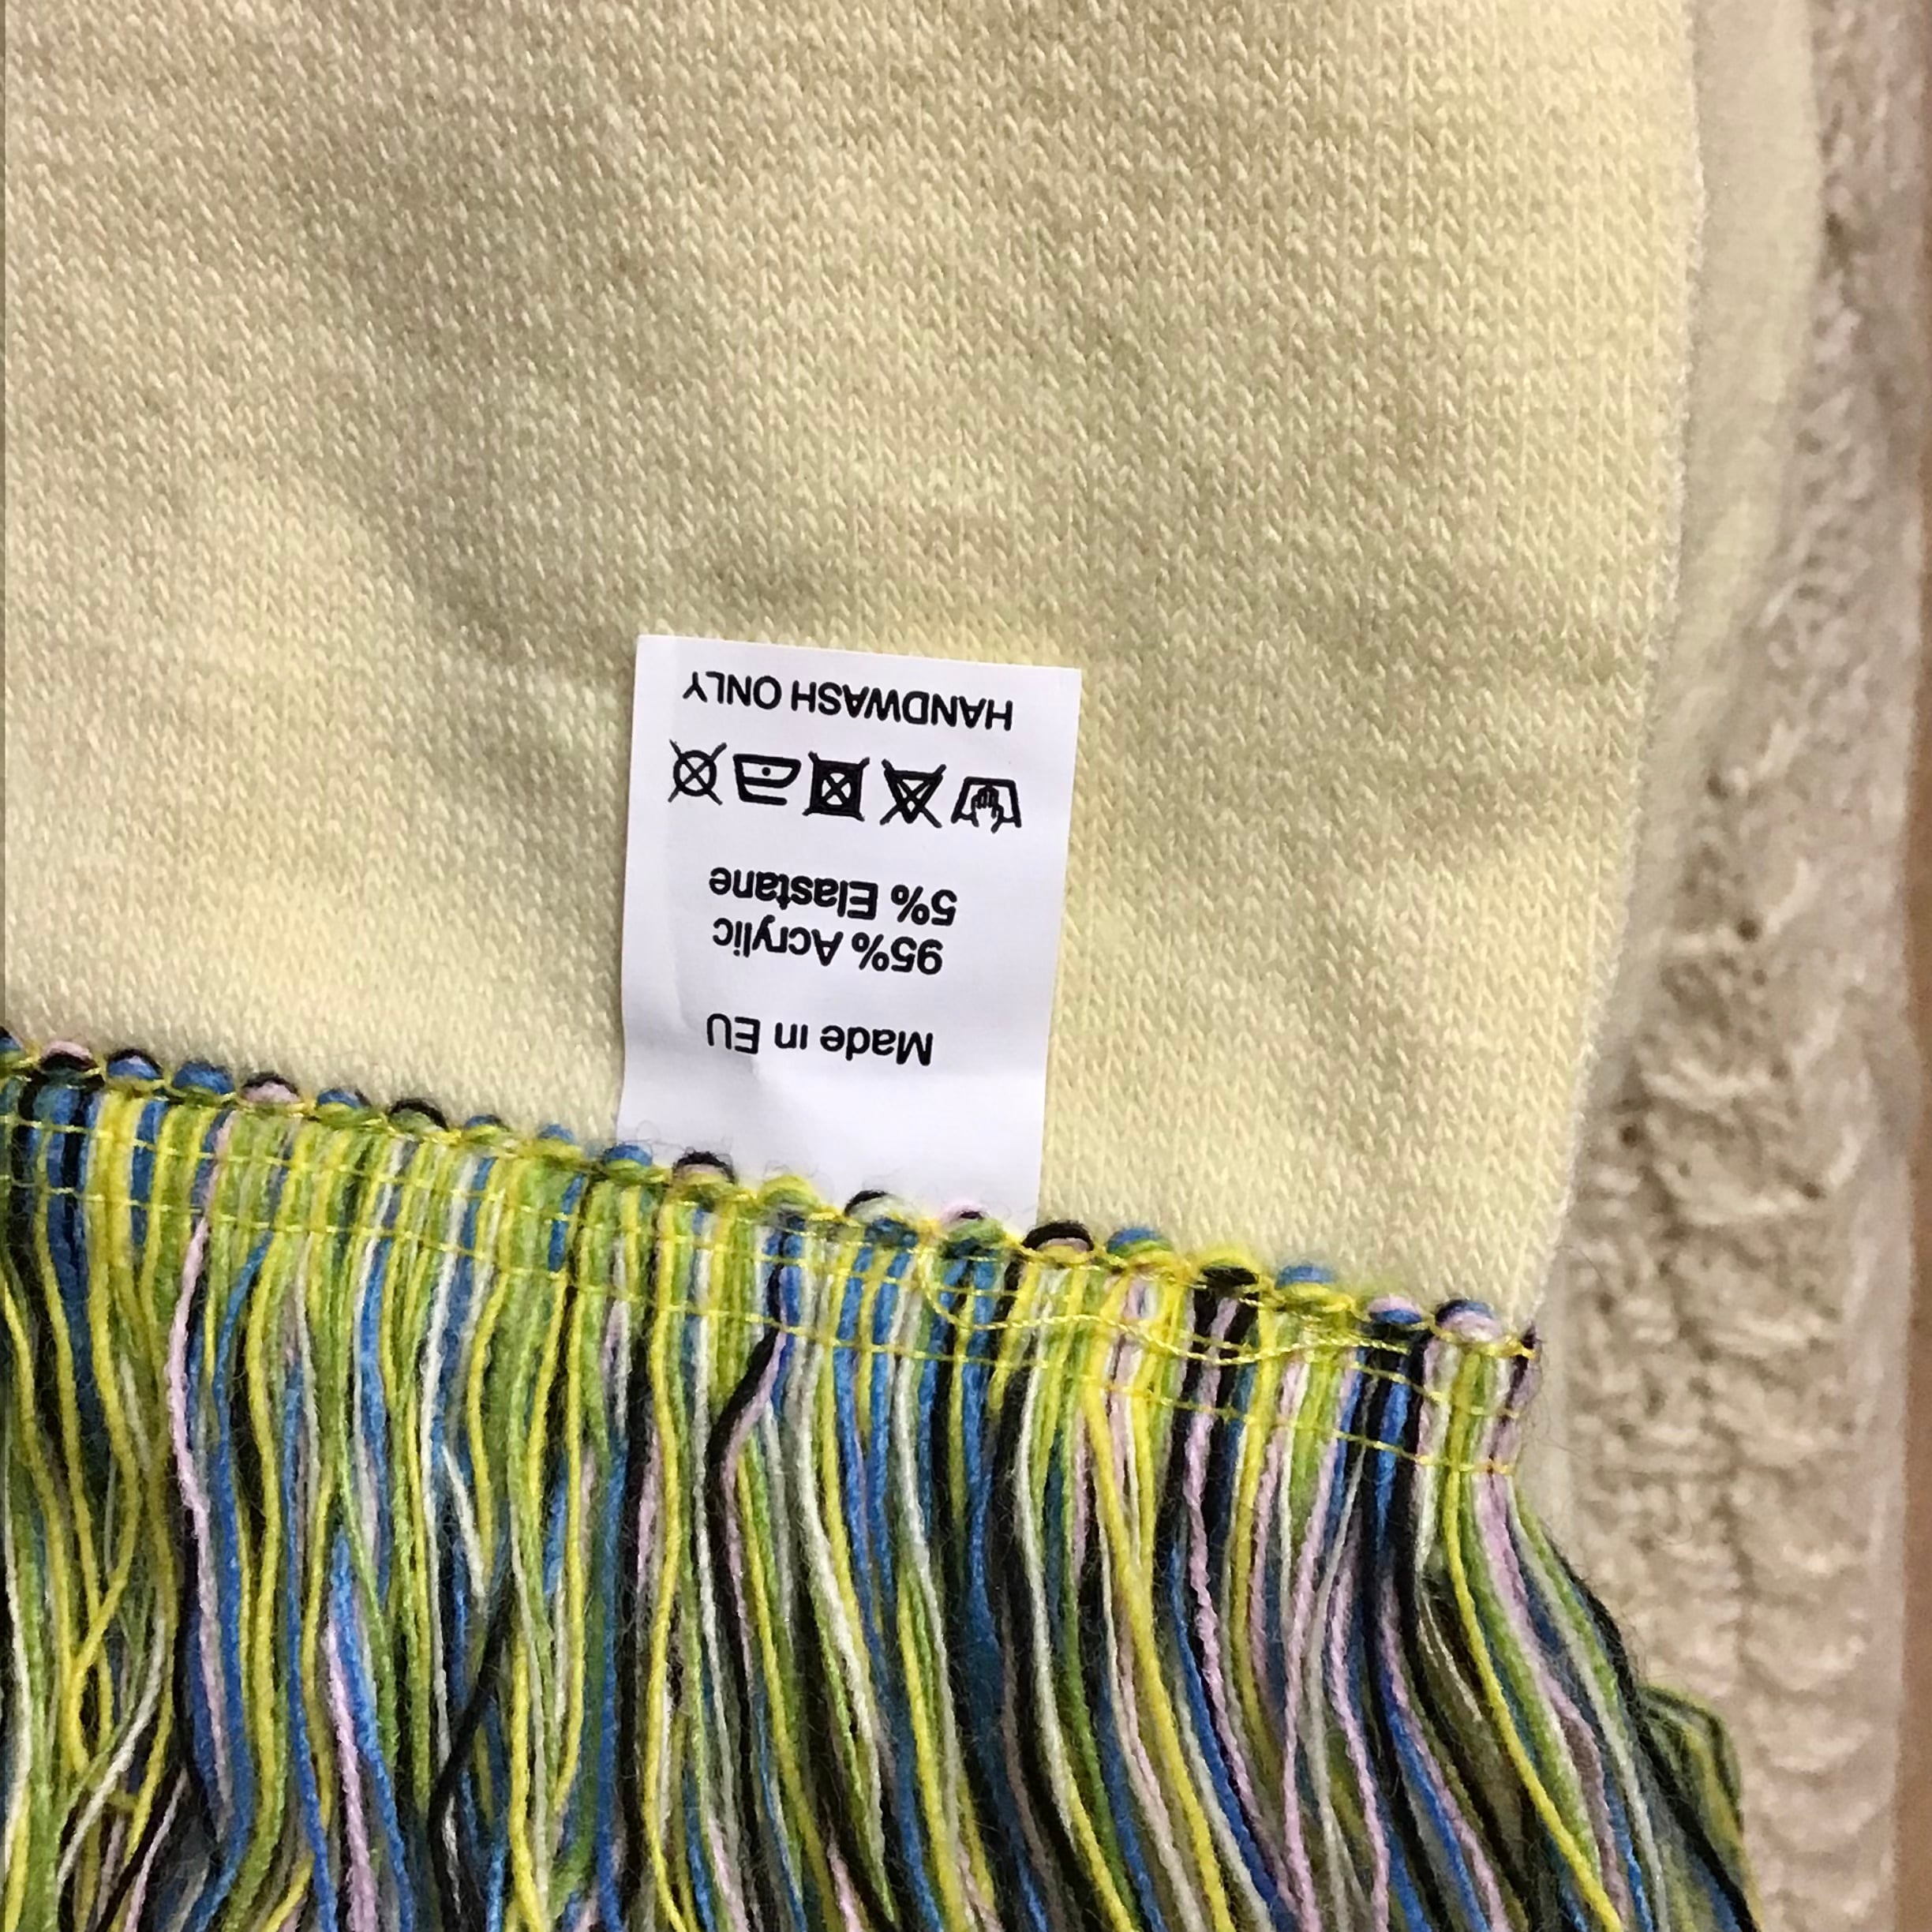 Made in EU
95% Acrylic
5% Elastane
HANDWASH ONLY